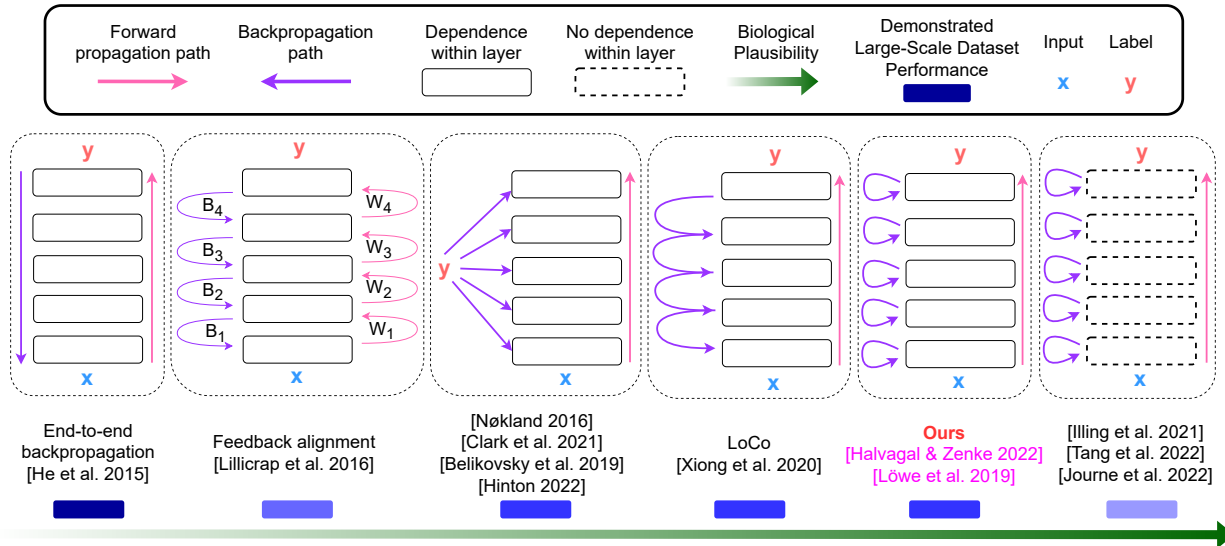 Forward
propagation path
Backpropagation
path
Dependence
within layer
No dependence
within layer
Biological
Plausibility
Demonstrated
Large-Scale Dataset
Performance
Input
x
Label
y
y
x
End-to-end
backpropagation
[He et al. 2015]
y
B4
W4
B3
W3
B2
W2
B1
W1
x
Feedback alignment
[Lillicrap et al. 2016]
y
x
[Nøkland 2016]
[Clark et al. 2021]
[Belikovsky et al. 2019]
[Hinton 2022]
y
x
LoCo
[Xiong et al. 2020]
y
x
Ours
[Halvagal & Zenke 2022]
[Löwe et al. 2019]
y
x
[Illing et al. 2021]
[Tang et al. 2022]
[Journe et al. 2022]